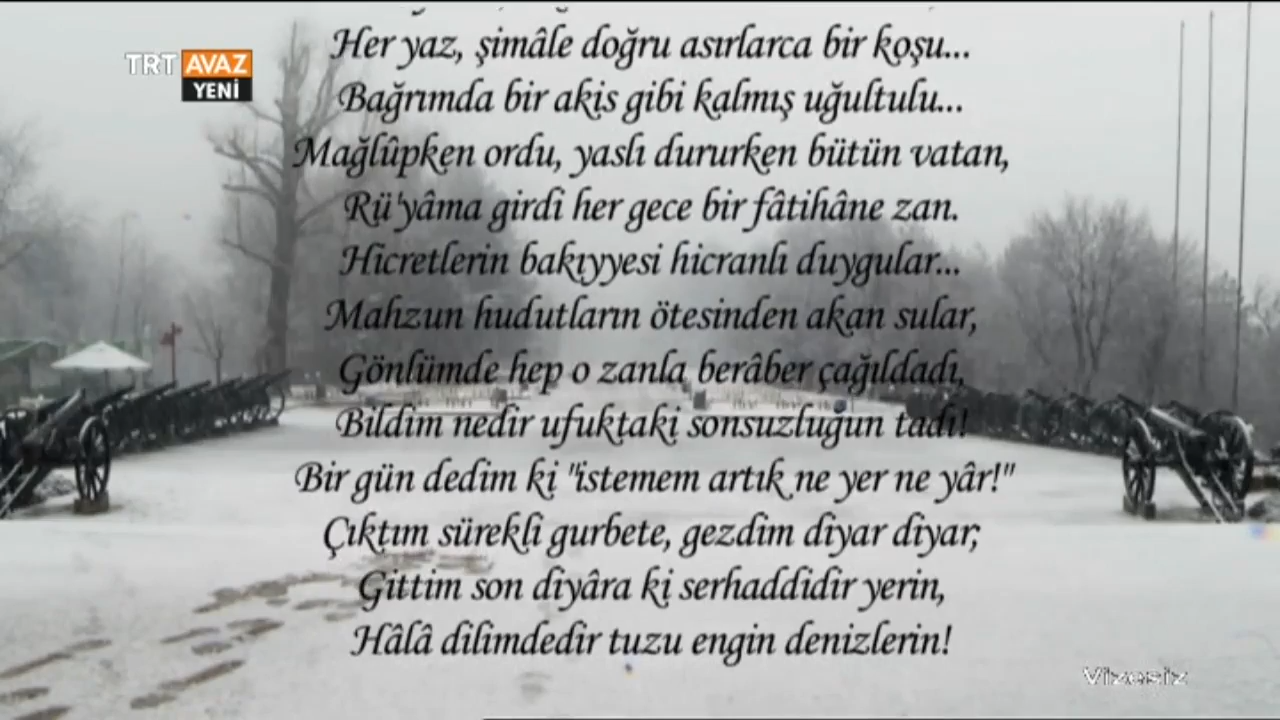 TRT AVAZ
YENİ
Her yaz, şimâle doğru asırlarca bir koşu...
Bağrımda bir akis gibi kalmış uğultulu...
Mağlûpken ordu, yaslı dururken bütün vatan,
Rü'yâma girdi her gece bir fâtihâne zan.
Hicretlerin bakıyyesi hicranlı duygular...
Mahzun hudutların ötesinden akan sular,
Gönlümde hep o zanla berâber çağıldadı,
Bildim nedir ufuktaki sonsuzluğun tadı!
Bir gün dedim ki "istemem artık ne yer ne yâr!"
Çıktım sürekli gurbete, gezdim diyar diyar;
Gittim son diyâra ki serhaddidir yerin,
Hâlâ dilimdedir tuzu engin denizlerin!
Vizesiz